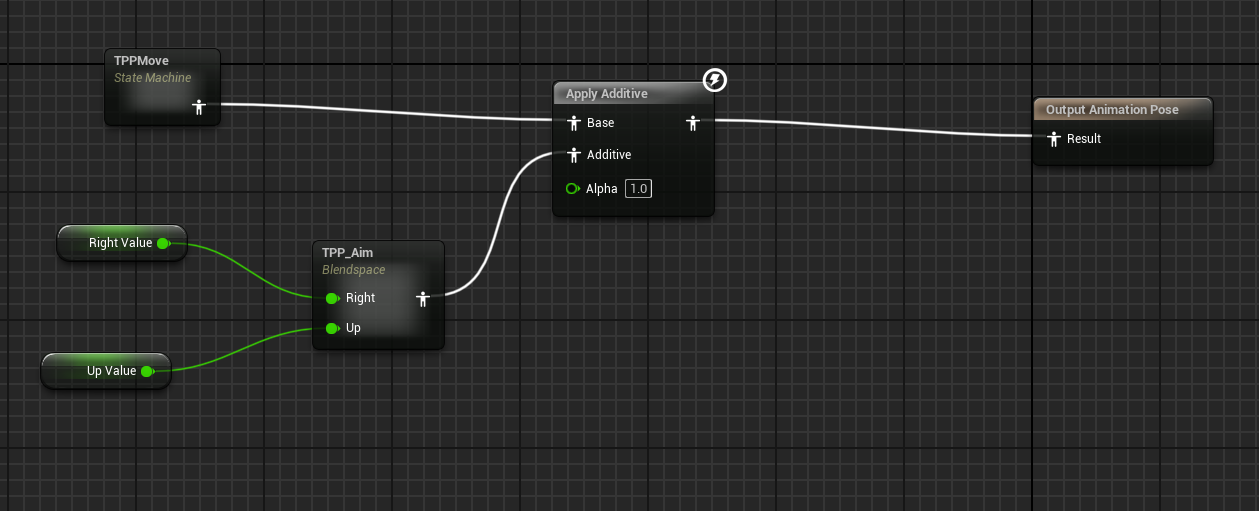 TPPMove
State Machine
Apply Additive
Base
Additive
Alpha 1.0
Output Animation Pose
Result
Right Value
Up Value
TPP_Aim
Blendspace
Right
Up